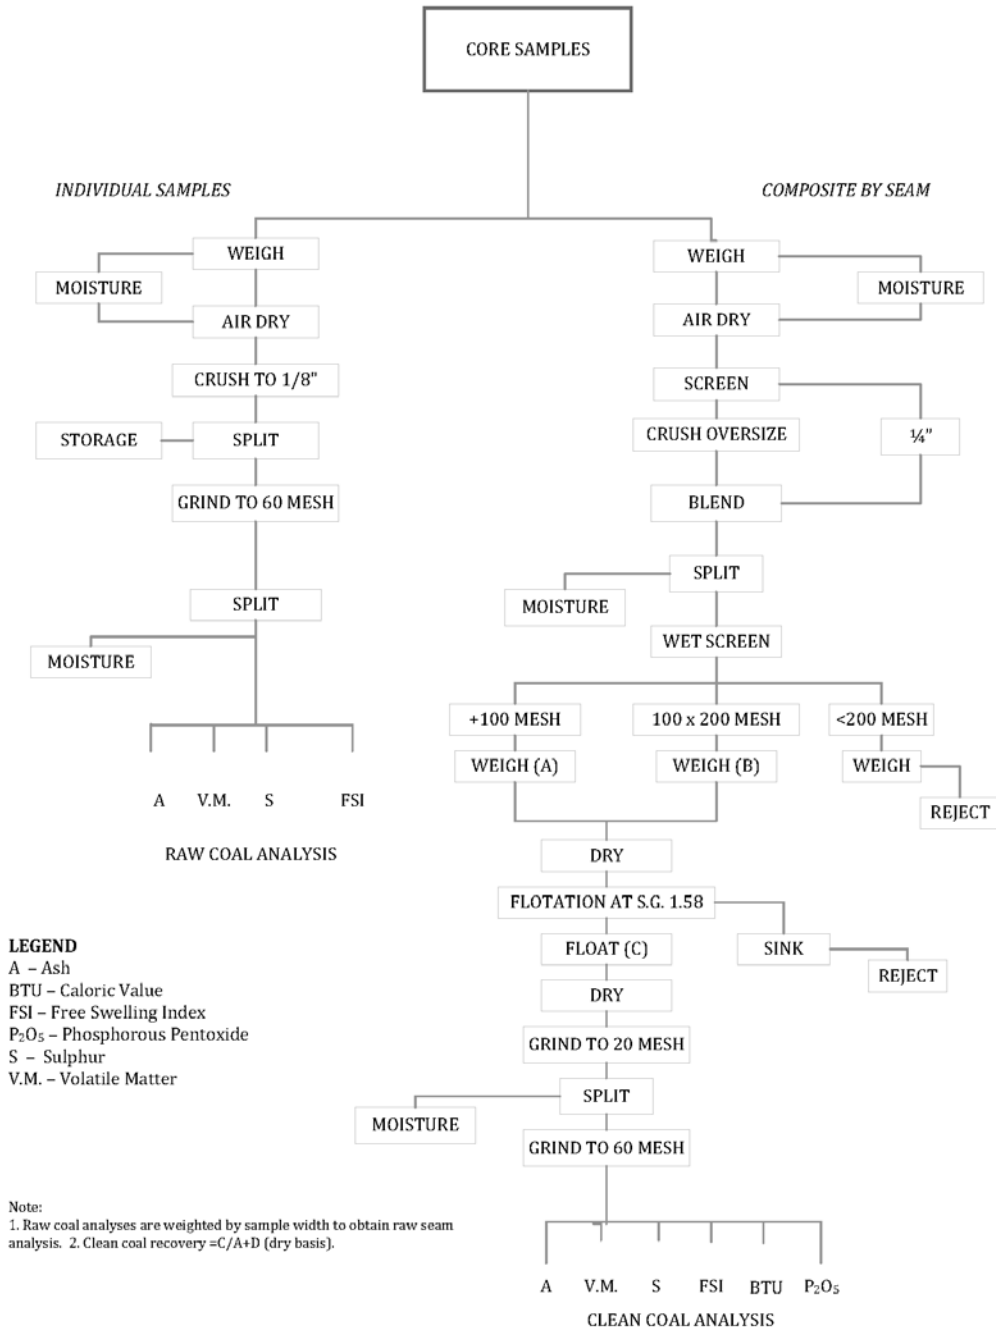 CORE SAMPLES
INDIVIDUAL SAMPLES
WEIGH
MOISTURE
AIR DRY
CRUSH TO 1/8"
STORAGE
SPLIT
GRIND TO 60 MESH
SPLIT
MOISTURE
A
V.M.
S
FSI
RAW COAL ANALYSIS
COMPOSITE BY SEAM
WEIGH
MOISTURE
AIR DRY
SCREEN
CRUSH OVERSIZE
¼"
BLEND
SPLIT
MOISTURE
WET SCREEN
+100 MESH
100 x 200 MESH
<200 MESH
WEIGH (A)
WEIGH (B)
WEIGH
REJECT
DRY
FLOTATION AT S.G. 1.58
FLOAT (C)
SINK
REJECT
DRY
GRIND TO 20 MESH
SPLIT
MOISTURE
GRIND TO 60 MESH
A
V.M.
S
FSI
BTU
P₂O₅
CLEAN COAL ANALYSIS
LEGEND
A – Ash
BTU – Caloric Value
FSI – Free Swelling Index
P₂O₅ – Phosphorous Pentoxide
S – Sulphur
V.M. – Volatile Matter
Note:
1. Raw coal analyses are weighted by sample width to obtain raw seam
analysis. 2. Clean coal recovery =C/A+D (dry basis).